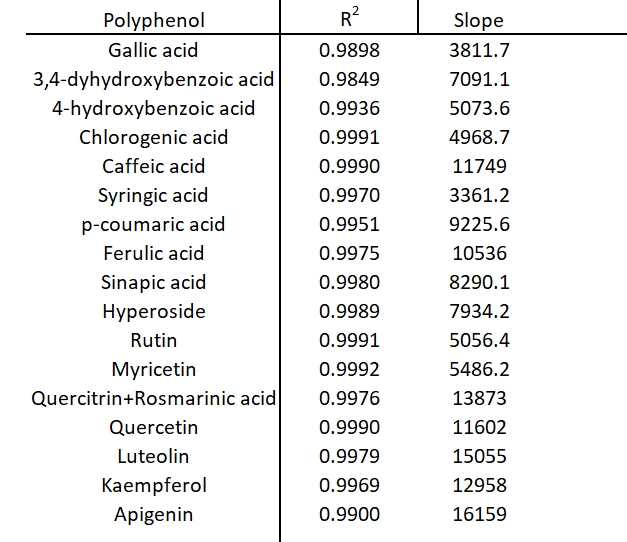 Polyphenol R² Slope
Gallic acid 0.9898 3811.7
3,4-dyhydroxybenzoic acid 0.9849 7091.1
4-hydroxybenzoic acid 0.9936 5073.6
Chlorogenic acid 0.9991 4968.7
Caffeic acid 0.9990 11749
Syringic acid 0.9970 3361.2
p-coumaric acid 0.9951 9225.6
Ferulic acid 0.9975 10536
Sinapic acid 0.9980 8290.1
Hyperoside 0.9989 7934.2
Rutin 0.9991 5056.4
Myricetin 0.9992 5486.2
Quercitrin+Rosmarinic acid 0.9976 13873
Quercetin 0.9990 11602
Luteolin 0.9979 15055
Kaempferol 0.9969 12958
Apigenin 0.9900 16159